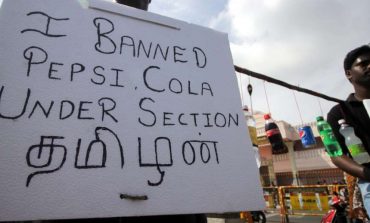 I BANNED
PEPSI, COLA
UNDER SECTION
தமிழன்